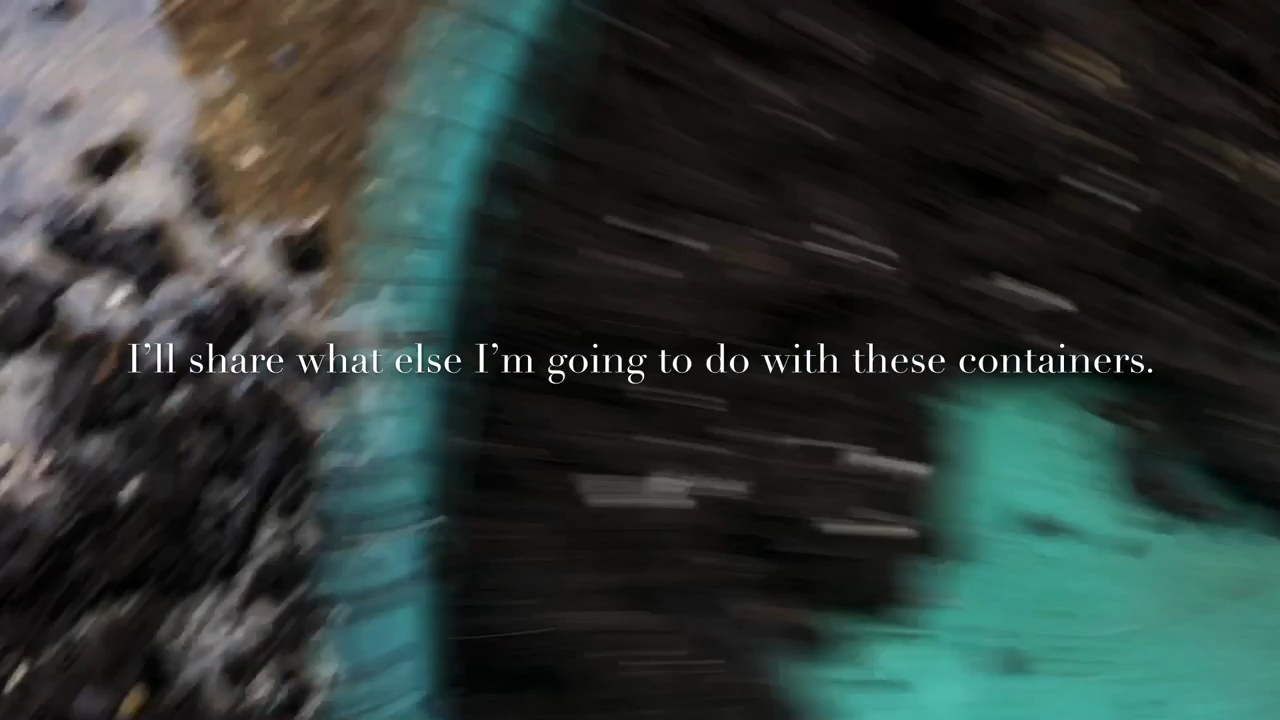 I’ll share what else I’m going to do with these containers.